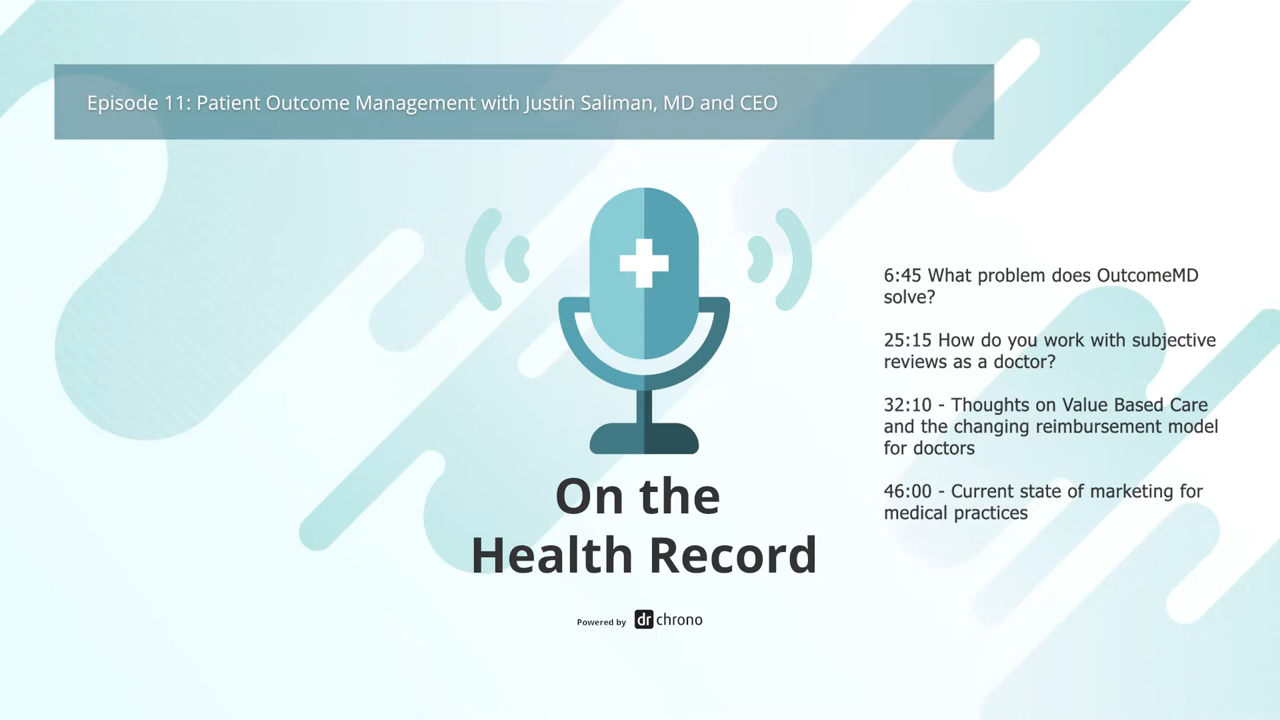 Episode 11: Patient Outcome Management with Justin Saliman, MD and CEO
6:45 What problem does OutcomeMD
solve?
25:15 How do you work with subjective
reviews as a doctor?
32:10 - Thoughts on Value Based Care
and the changing reimbursement model
for doctors
46:00 - Current state of marketing for
medical practices
On the
Health Record
Powered by dr chrono